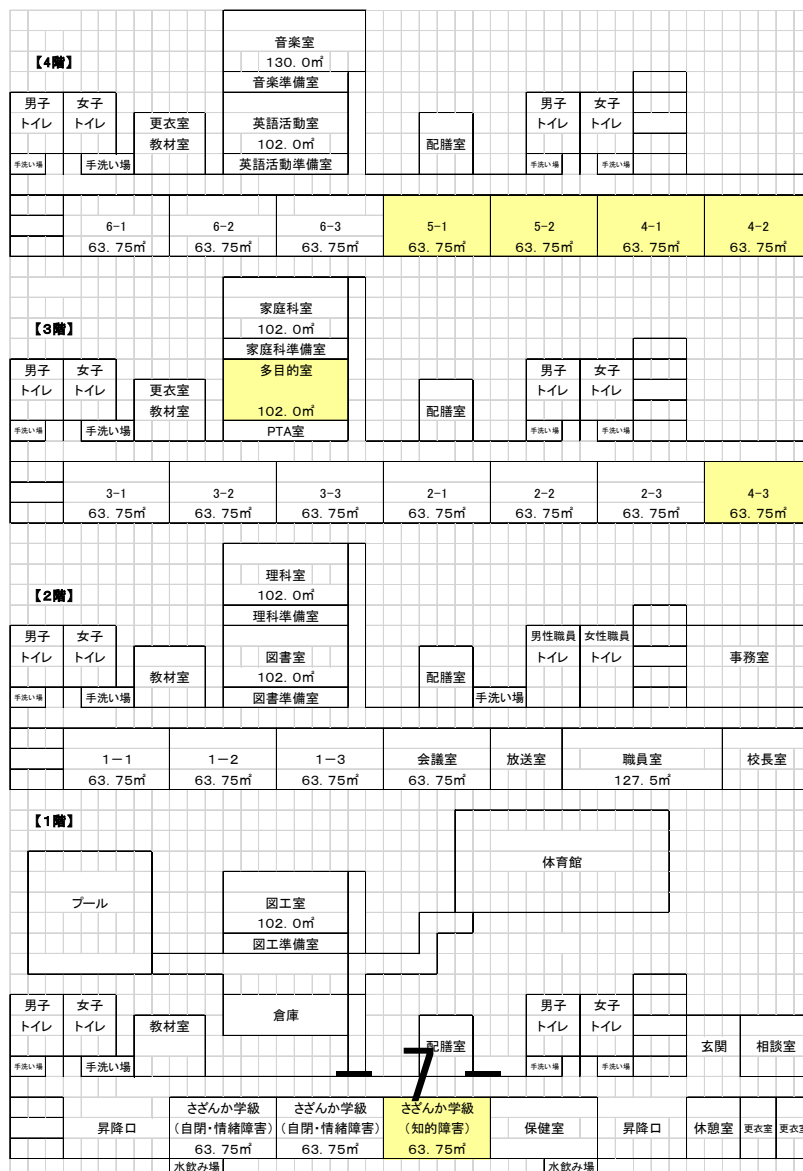 音楽室
【4階】 130.0㎡
音楽準備室
男子 女子 男子 女子
トイレ トイレ 更衣室 英語活動室 トイレ トイレ
教材室 102.0㎡ 配膳室
手洗い場 手洗い場 英語活動準備室 手洗い場 手洗い場
6-1 6-2 6-3 5-1 5-2 4-1 4-2
63.75㎡ 63.75㎡ 63.75㎡ 63.75㎡ 63.75㎡ 63.75㎡ 63.75㎡
家庭科室
【3階】 102.0㎡
家庭科準備室
男子 女子 多目的室 男子 女子
トイレ トイレ 更衣室 トイレ トイレ
教材室 102.0㎡ 配膳室
手洗い場 手洗い場 PTA室 手洗い場 手洗い場
3-1 3-2 3-3 2-1 2-2 2-3 4-3
63.75㎡ 63.75㎡ 63.75㎡ 63.75㎡ 63.75㎡ 63.75㎡ 63.75㎡
理科室
【2階】 102.0㎡
理科準備室
男子 女子 男性職員 女性職員
トイレ トイレ 図書室 トイレ トイレ 事務室
教材室 102.0㎡ 配膳室
手洗い場 手洗い場 図書準備室 手洗い場
1-1 1-2 1-3 会議室 放送室 職員室 校長室
63.75㎡ 63.75㎡ 63.75㎡ 63.75㎡ 127.5㎡
【1階】
体育館
プール 図工室
102.0㎡
図工準備室
男子 女子 倉庫 男子 女子
トイレ トイレ 教材室 トイレ トイレ
配膳室 玄関 相談室
手洗い場 手洗い場 手洗い場 手洗い場
- 7 -
さざんか学級 さざんか学級 さざんか学級
昇降口 (自閉・情緒障害) (自閉・情緒障害) (知的障害) 保健室 昇降口 休憩室 更衣室 更衣室
63.75㎡ 63.75㎡ 63.75㎡
水飲み場 水飲み場